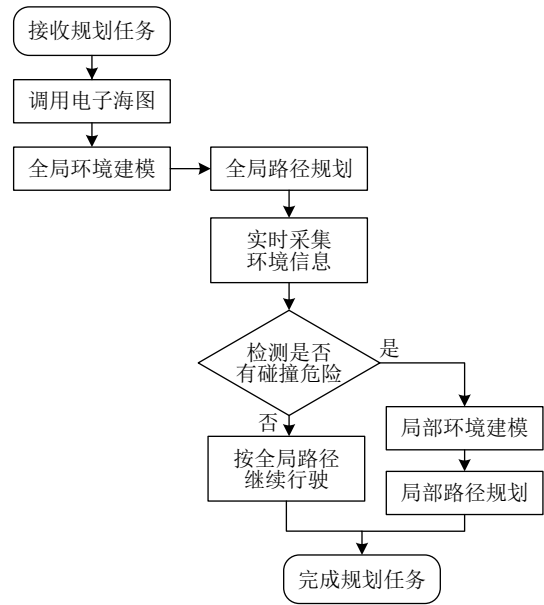 接收规划任务
调用电子海图
全局环境建模
全局路径规划
实时采集
环境信息
检测是否
有碰撞危险
是
否
按全局路径
继续行驶
局部环境建模
局部路径规划
完成规划任务